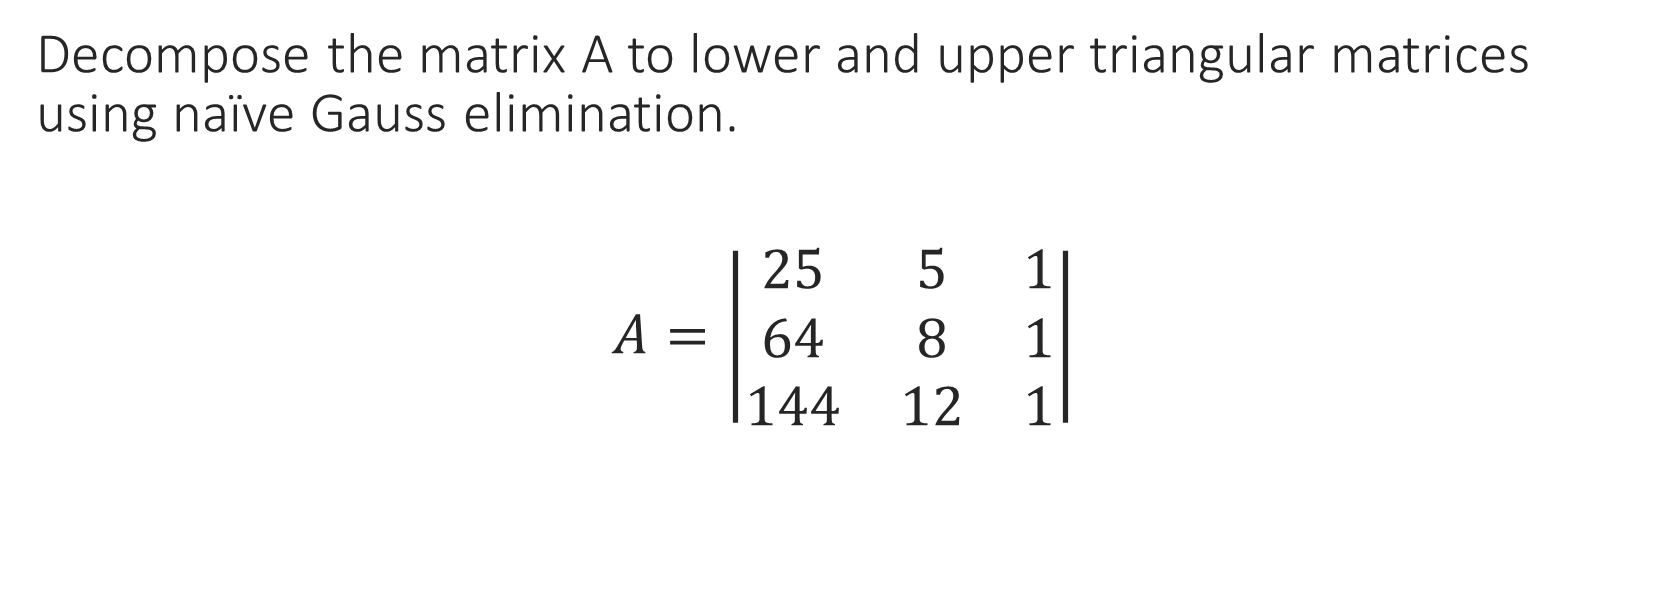 Decompose the matrix A to lower and upper triangular matrices
using naïve Gauss elimination.
25 5 1
A = 64 8 1
144 12 1